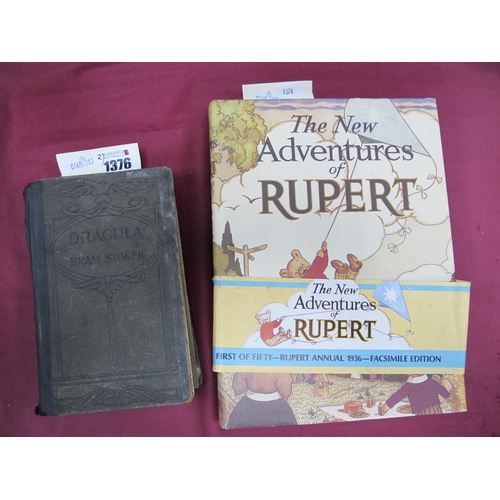 1376
DRACULA
BRAM STOKER
1376
The New
Adventures
of
RUPERT
The New
Adventures
of
RUPERT
FIRST OF FIFTY—RUPERT ANNUAL 1936—FACSIMILE EDITION